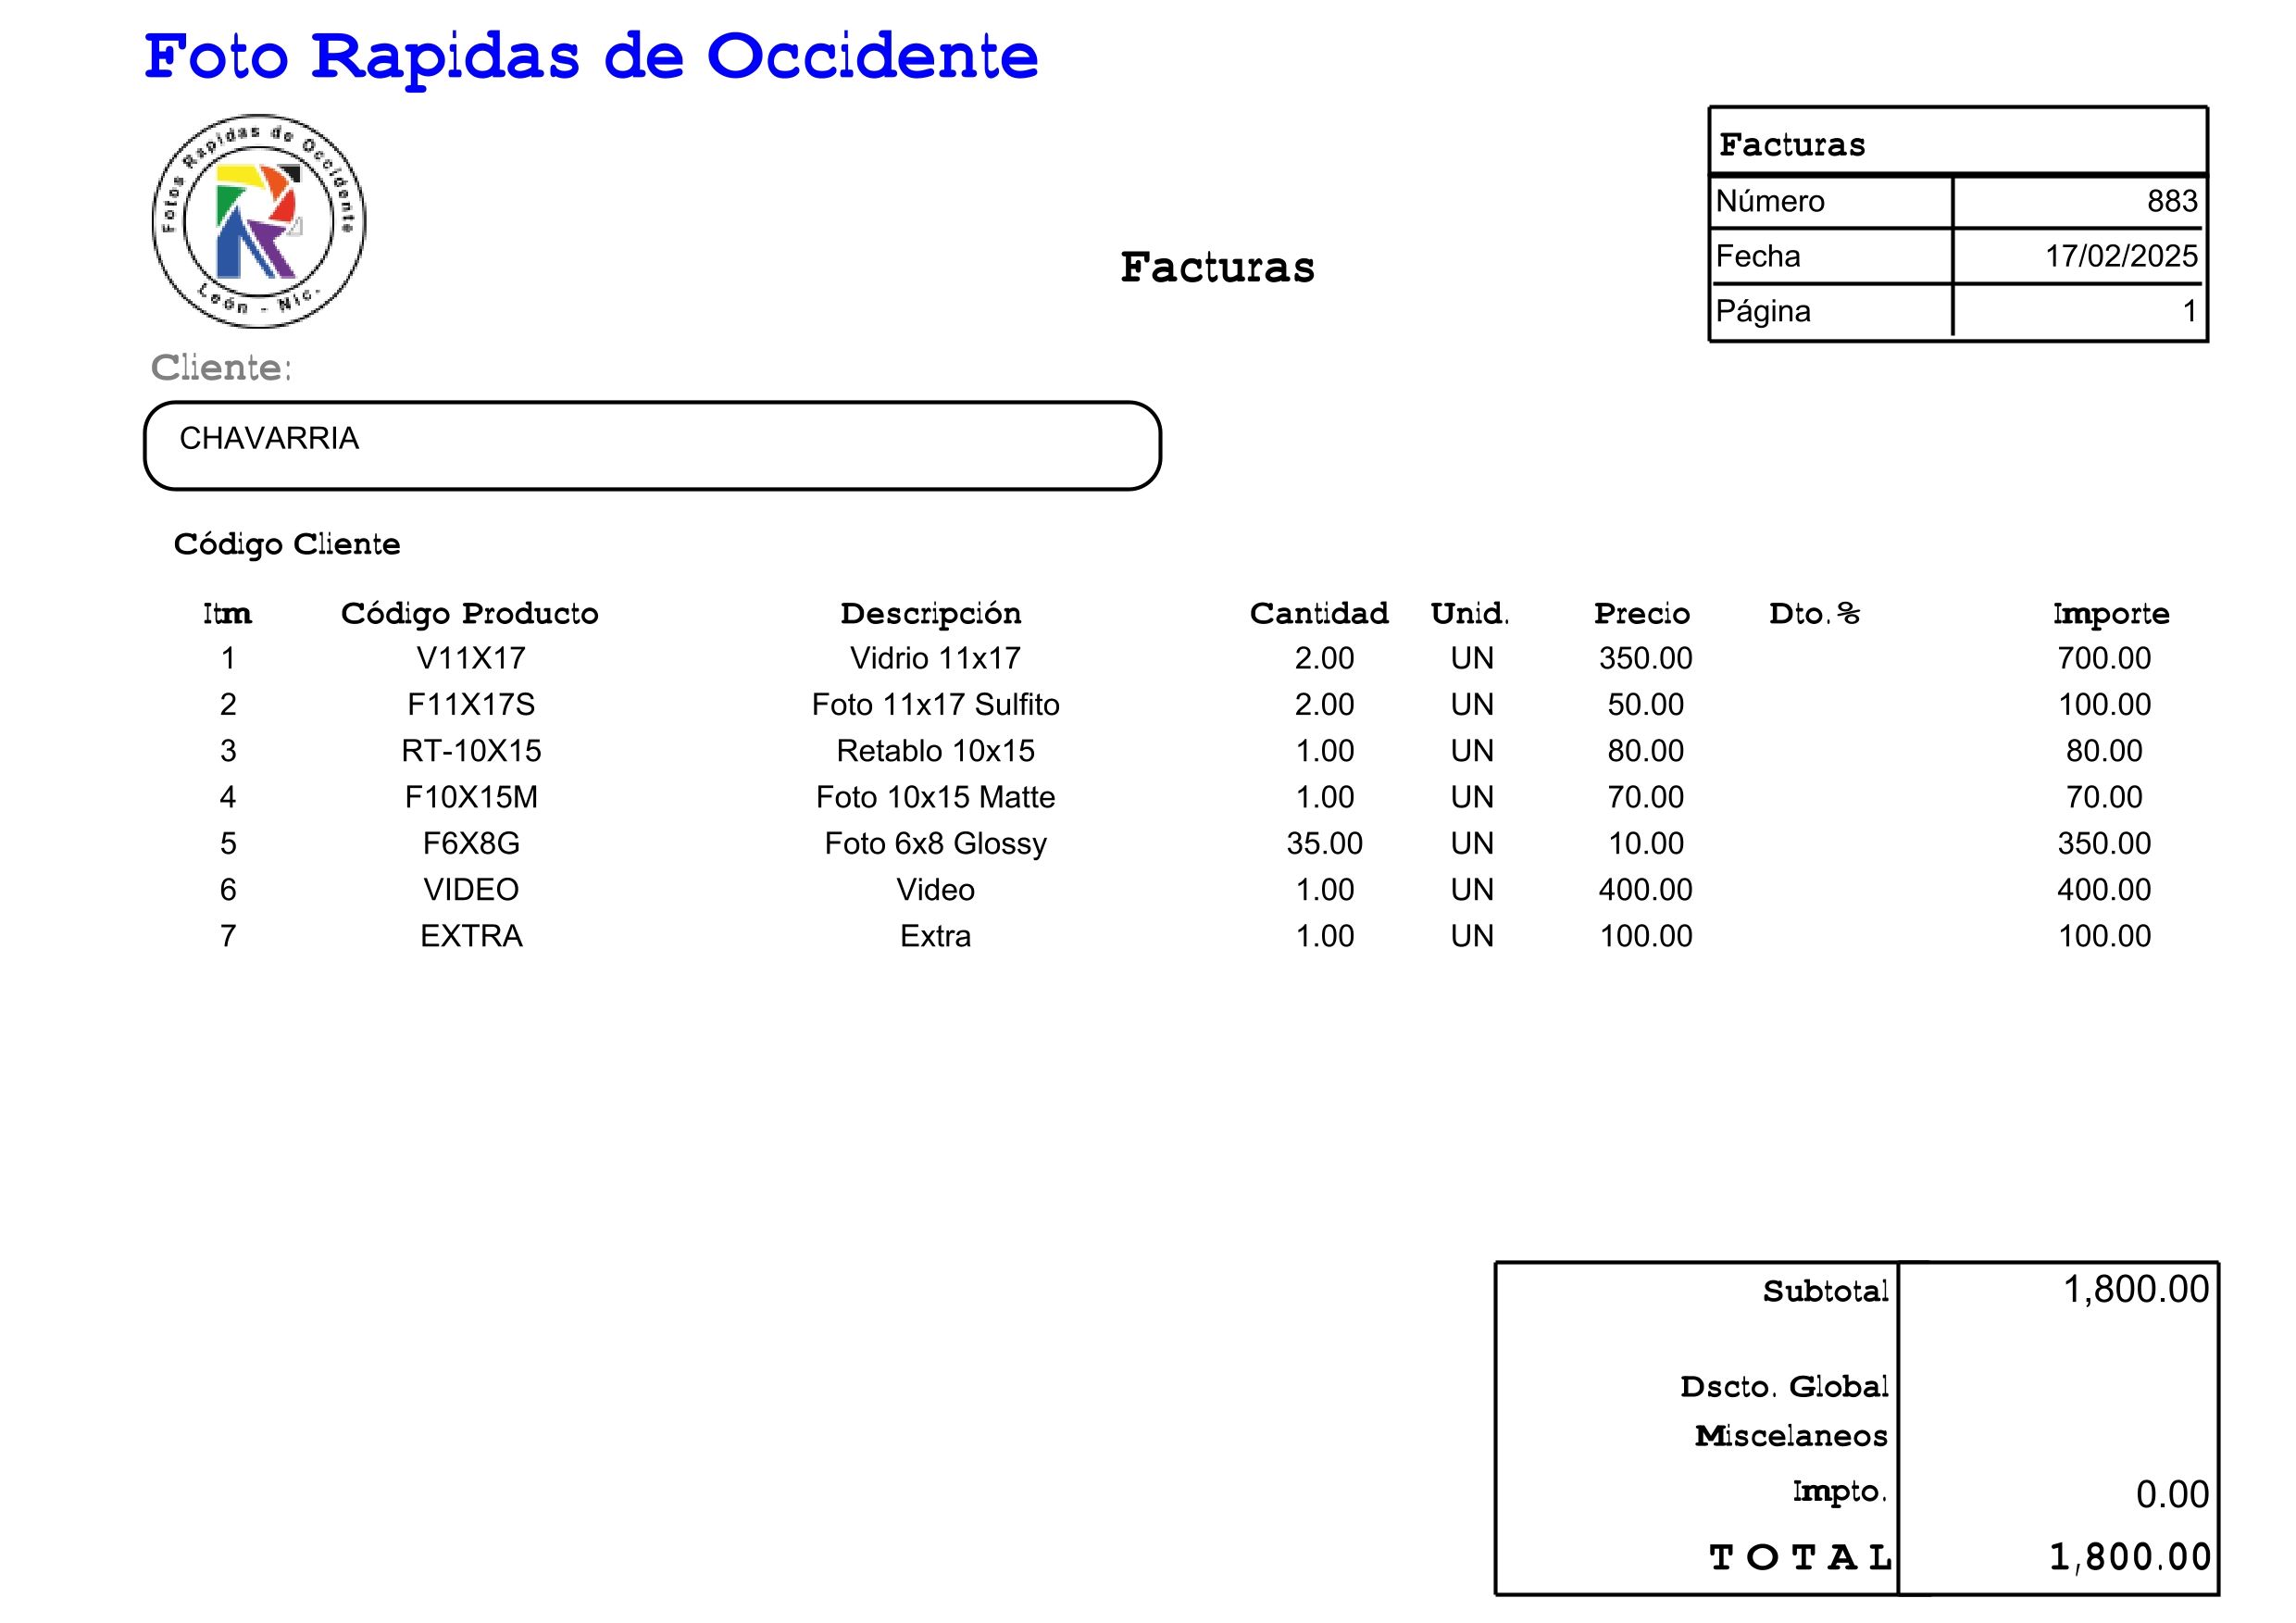 Foto Rapidas de Occidente
Fotos Rapidas de Occidente
León - Nic.
Facturas
Número 883
Fecha 17/02/2025
Página 1
Facturas
Cliente:
CHAVARRIA
Código Cliente
Itm Código Producto Descripción Cantidad Unid. Precio Dto.% Importe
1 V11X17 Vidrio 11x17 2.00 UN 350.00 700.00
2 F11X17S Foto 11x17 Sulfito 2.00 UN 50.00 100.00
3 RT-10X15 Retablo 10x15 1.00 UN 80.00 80.00
4 F10X15M Foto 10x15 Matte 1.00 UN 70.00 70.00
5 F6X8G Foto 6x8 Glossy 35.00 UN 10.00 350.00
6 VIDEO Video 1.00 UN 400.00 400.00
7 EXTRA Extra 1.00 UN 100.00 100.00
Subtotal 1,800.00
Dscto. Global
Miscelaneos
Impto. 0.00
TOTAL 1,800.00